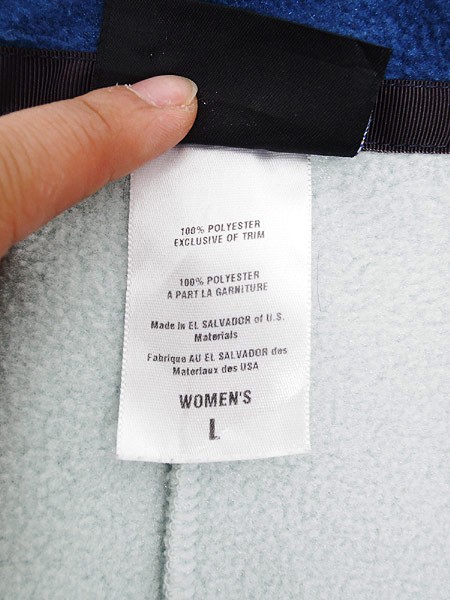 100% POLYESTER
EXCLUSIVE OF TRIM
100% POLYESTER
A PART LA GARNITURE
Made in EL SALVADOR of U.S.
Materials
Fabrique AU EL SALVADOR des
Materiaux des USA
WOMEN'S
L